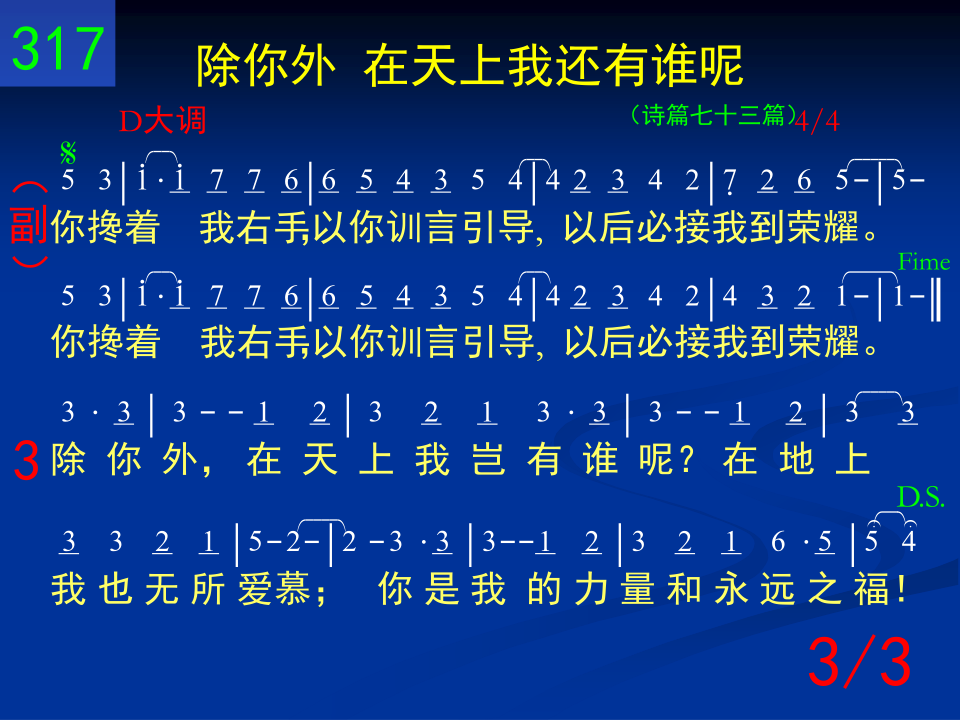 317
除你外 在天上我还有谁呢
D大调
(诗篇七十三篇)4/4
𝄋
5 3|i·i 7 7 6|6 5 4 3 5 4|4 2 3 4 2|7̣ 2 6 5-|5-
(副)你搀着 我右手,以你训言引导, 以后必接我到荣耀。
Fime
5 3|i·i 7 7 6|6 5 4 3 5 4|4 2 3 4 2|4 3 2 1-|1-‖
你搀着 我右手,以你训言引导, 以后必接我到荣耀。
3 · 3|3 - - 1 2|3 2 1 3 · 3|3 - - 1 2|3 3
3 除 你 外, 在 天 上 我 岂 有 谁 呢? 在 地 上
D.S.
3 3 2 1|5-2-|2 -3 ·3|3--1 2|3 2 1 6 ·5|5 4
我 也 无 所 爱慕; 你 是 我 的 力 量 和 永 远 之 福!
3/3